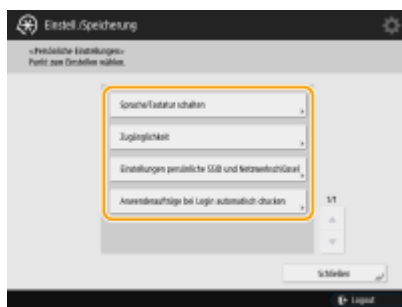 Einstell./Speicherung
<Persönliche Einstellungen>
Punkt zum Einstellen wählen.
Sprache/Tastatur schalten
Zugänglichkeit
Einstellungen persönliche SSID und Netzwerkschlüssel
Anwenderaufträge bei Login automatisch drucken
1/1
Schließen
Logout